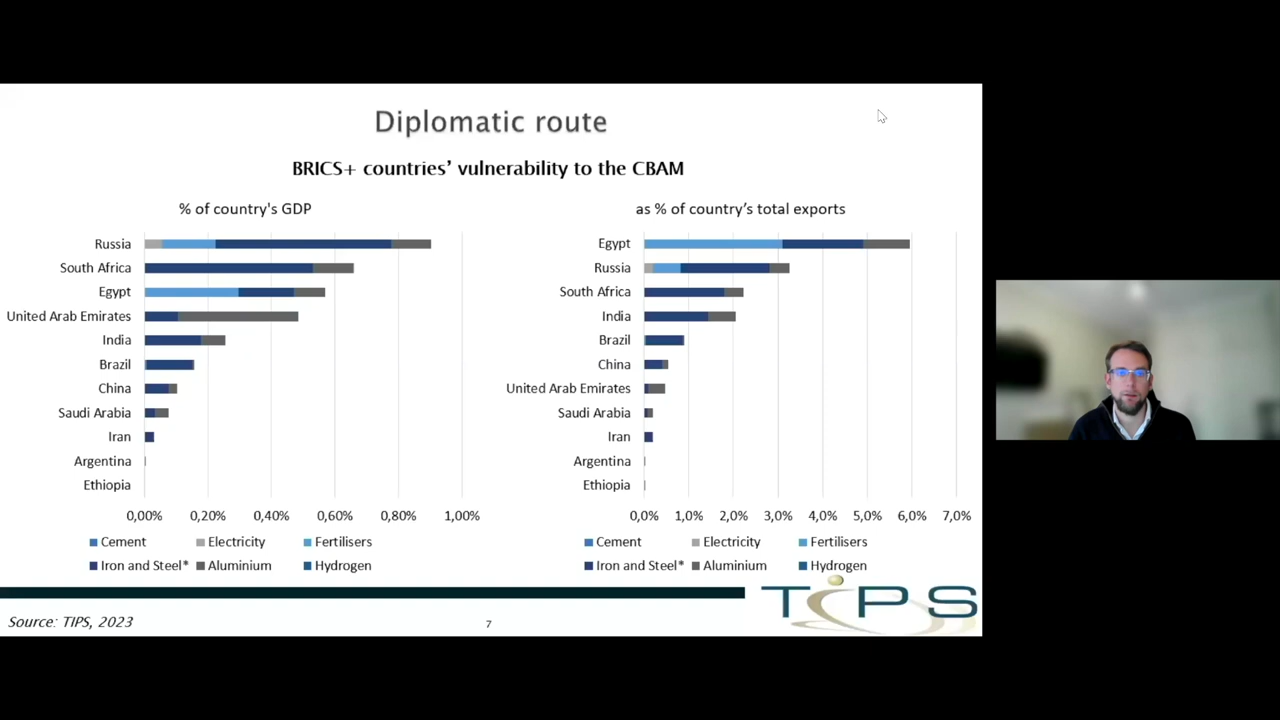 Diplomatic route
BRICS+ countries’ vulnerability to the CBAM
% of country's GDP
Russia
South Africa
Egypt
United Arab Emirates
India
Brazil
China
Saudi Arabia
Iran
Argentina
Ethiopia
0,00% 0,20% 0,40% 0,60% 0,80% 1,00%
Cement Electricity Fertilisers
Iron and Steel* Aluminium Hydrogen
as % of country’s total exports
Egypt
Russia
South Africa
India
Brazil
China
United Arab Emirates
Saudi Arabia
Iran
Argentina
Ethiopia
0,0% 1,0% 2,0% 3,0% 4,0% 5,0% 6,0% 7,0%
Cement Electricity Fertilisers
Iron and Steel* Aluminium Hydrogen
TIPS
Source: TIPS, 2023
7